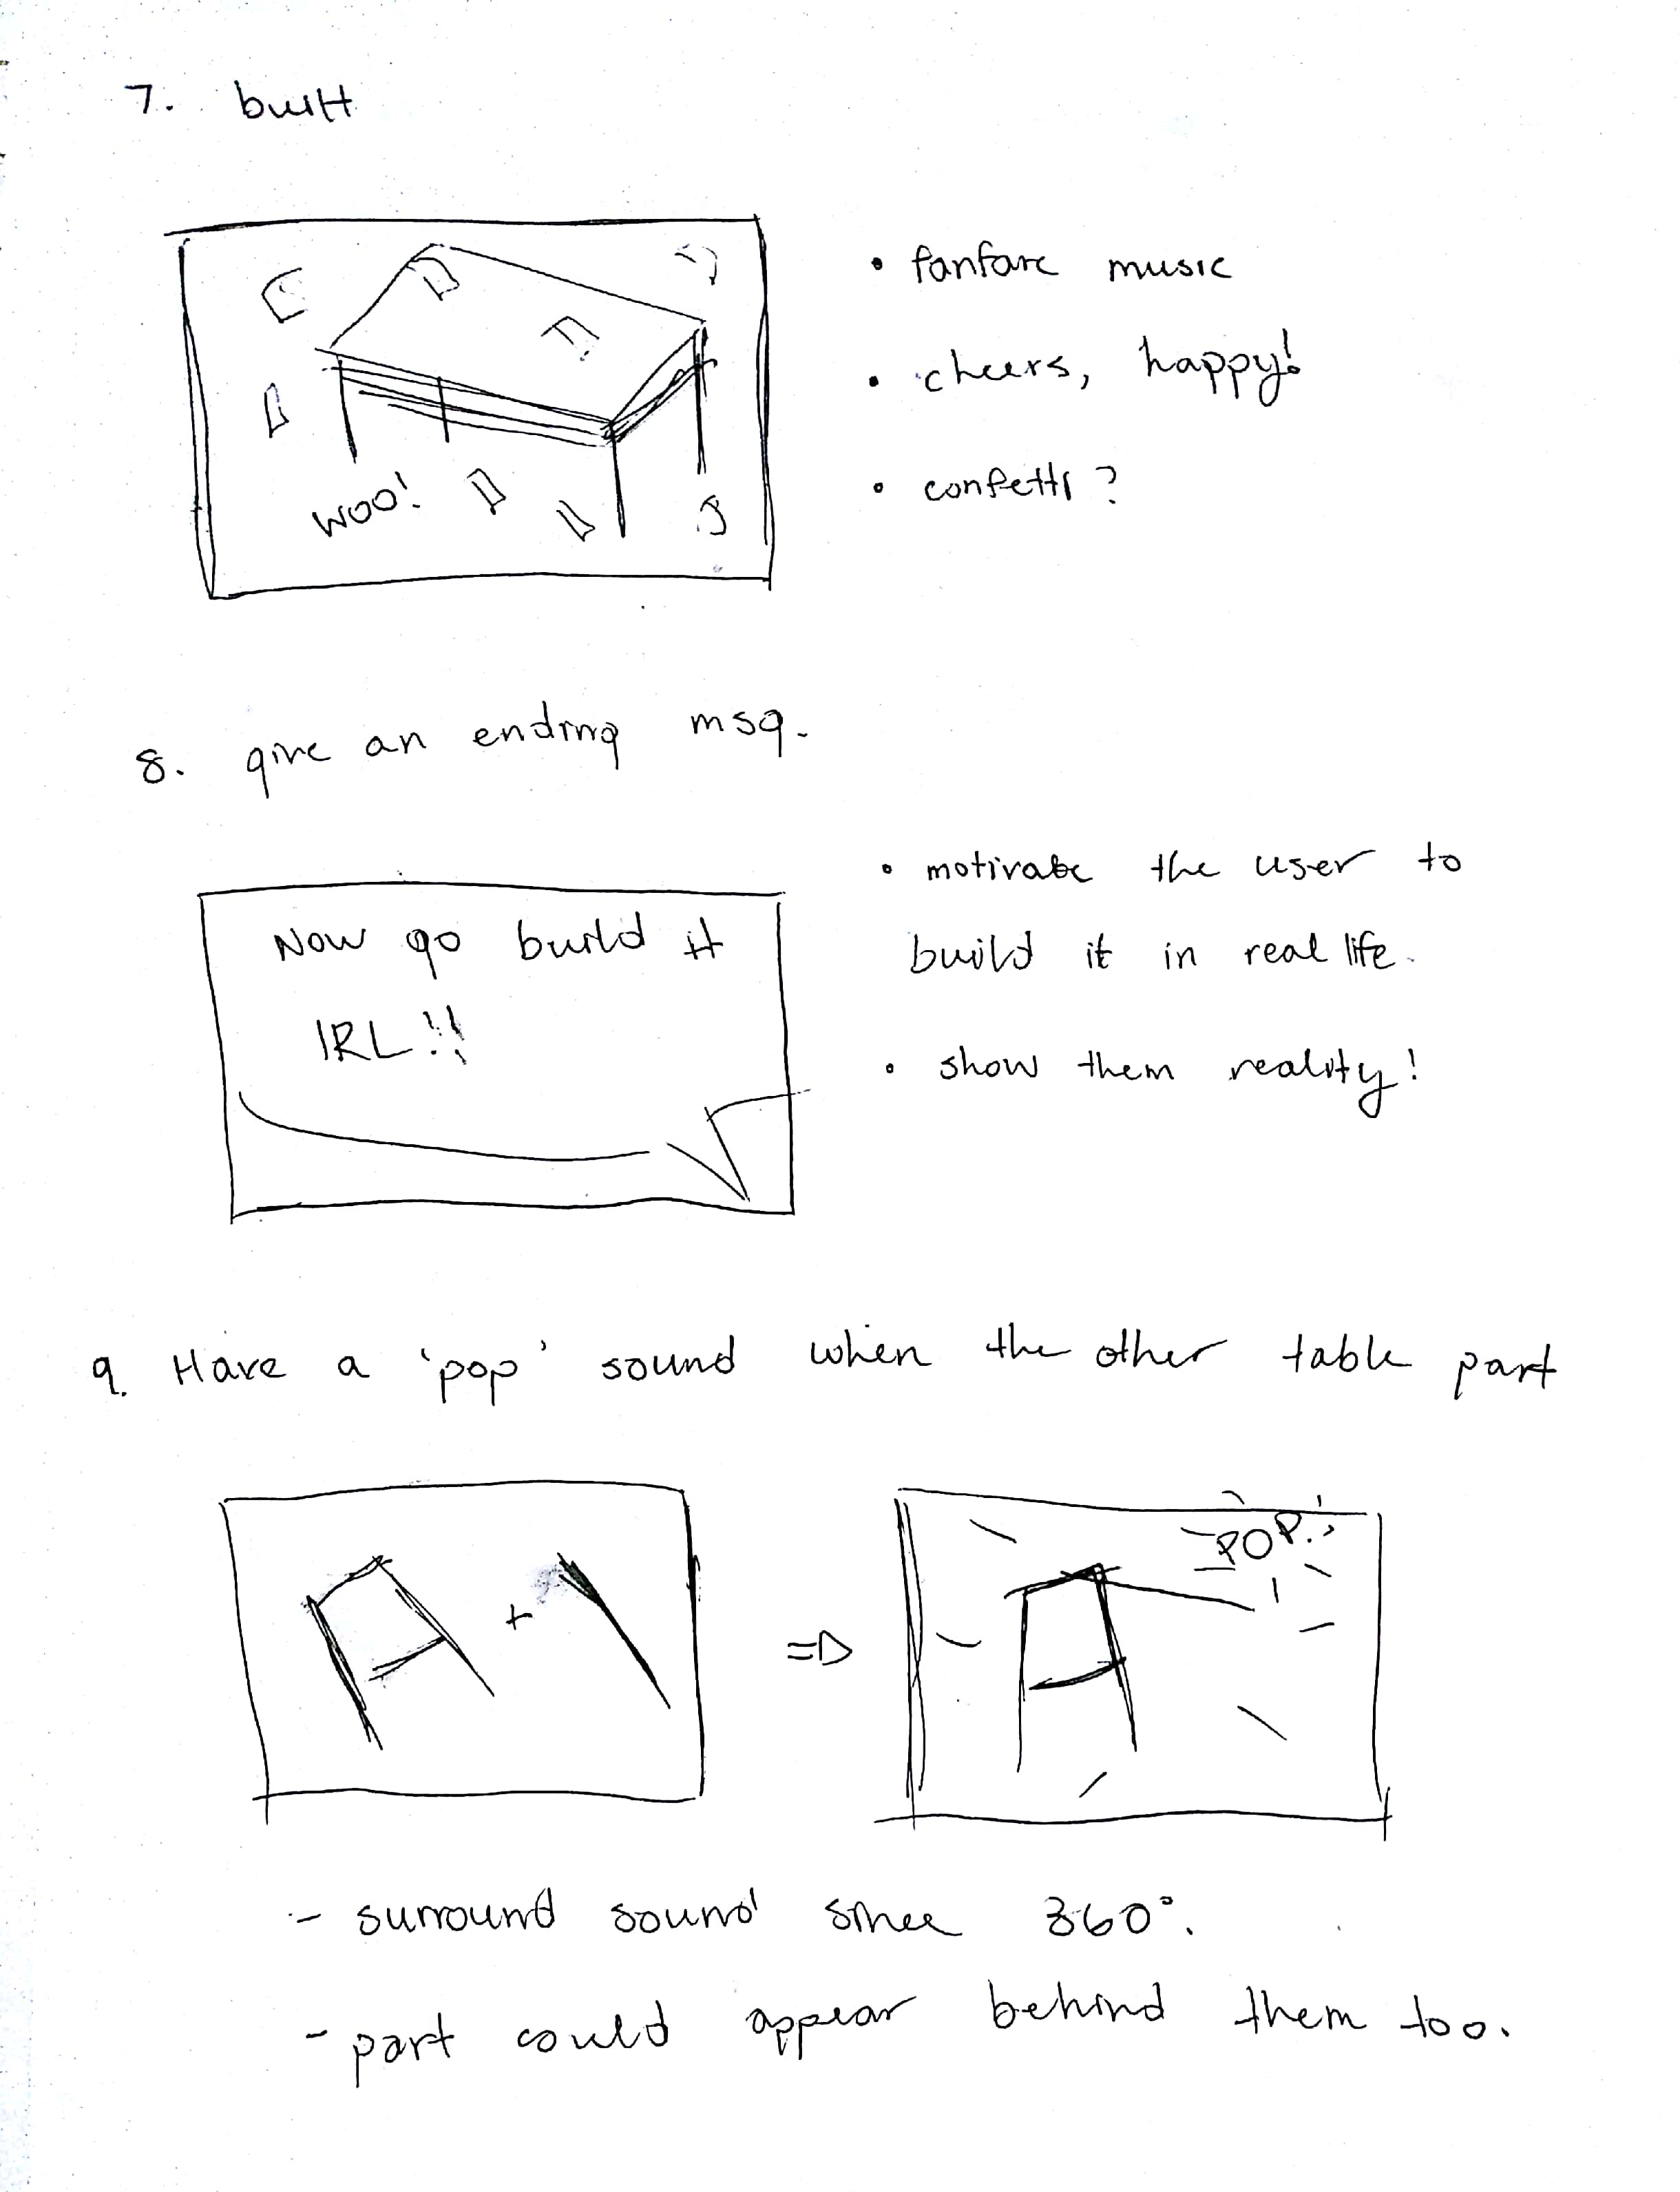 7. built
WOO!
• fanfare music
• cheers, happy!
• confetti?
8. give an ending msg.
Now go build it
IRL!!
• motivate the user to
build it in real life.
• show them reality!
9. Have a 'pop' sound when the other table part
+
⇒
POP!
- surround sound since 360°.
- part could appear behind them too.